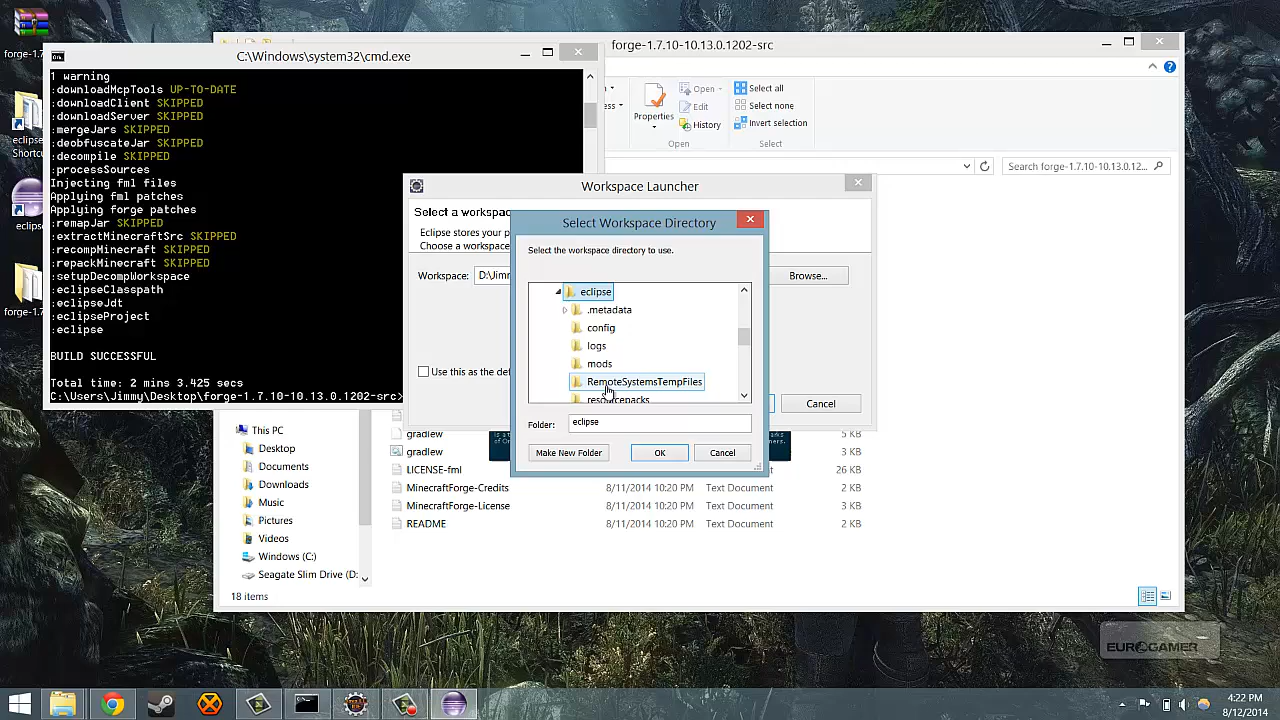 forge-1.7.10-10.13.0.1202-src
C:\Windows\system32\cmd.exe
1 warning
:downloadMcpTools UP-TO-DATE
:downloadClient SKIPPED
:downloadServer SKIPPED
:mergeJars SKIPPED
:deobfuscateJar SKIPPED
:decompile SKIPPED
:processSources
Injecting fml files
Applying fml patches
Applying forge patches
:remapJar SKIPPED
:extractMinecraftSrc SKIPPED
:recompMinecraft SKIPPED
:repackMinecraft SKIPPED
:setupDecompWorkspace
:eclipseClasspath
:eclipseJdt
:eclipseProject
:eclipse
BUILD SUCCESSFUL
Total time: 2 mins 3.425 secs
C:\Users\Jimmy\Desktop\forge-1.7.10-10.13.0.1202-src>
Properties
Open
Edit
History
Open
Select all
Select none
Invert selection
Select
Search forge-1.7.10-10.13.0.12...
Workspace Launcher
Select a workspac
Eclipse stores your p
Choose a workspace
Workspace:
D:\Jimm
Browse...
Use this as the def
Cancel
Select Workspace Directory
Select the workspace directory to use.
eclipse
.metadata
config
logs
mods
RemoteSystemsTempFiles
resourcepacks
Folder:
eclipse
Make New Folder
OK
Cancel
This PC
Desktop
Documents
Downloads
Music
Pictures
Videos
Windows (C:)
Seagate Slim Drive (D:
gradlew
5 KB
gradlew
3 KB
LICENSE-fml
26 KB
MinecraftForge-Credits 8/11/2014 10:20 PM Text Document 2 KB
MinecraftForge-License 8/11/2014 10:20 PM Text Document 3 KB
README 8/11/2014 10:20 PM Text Document 2 KB
18 items
forge-1.7
eclipse
Shortc
eclips
forge-1.7
EUROGAMER
4:22 PM
8/12/2014